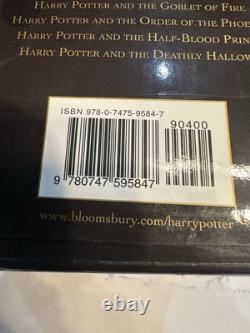 HARRY POTTER AND THE GOBLET OF FIRE
HARRY POTTER AND THE ORDER OF THE PHO
HARRY POTTER AND THE HALF-BLOOD PRIN
HARRY POTTER AND THE DEATHLY HALLOW
ISBN 978-0-7475-9584-7
90400
9 780747 595847
www.bloomsbury.com/harrypotter
ebay